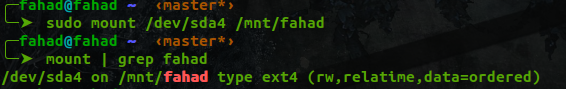 ╭─fahad@fahad ~ ‹master*›
╰─➤ sudo mount /dev/sda4 /mnt/fahad
╭─fahad@fahad ~ ‹master*›
╰─➤ mount | grep fahad
/dev/sda4 on /mnt/fahad type ext4 (rw,relatime,data=ordered)